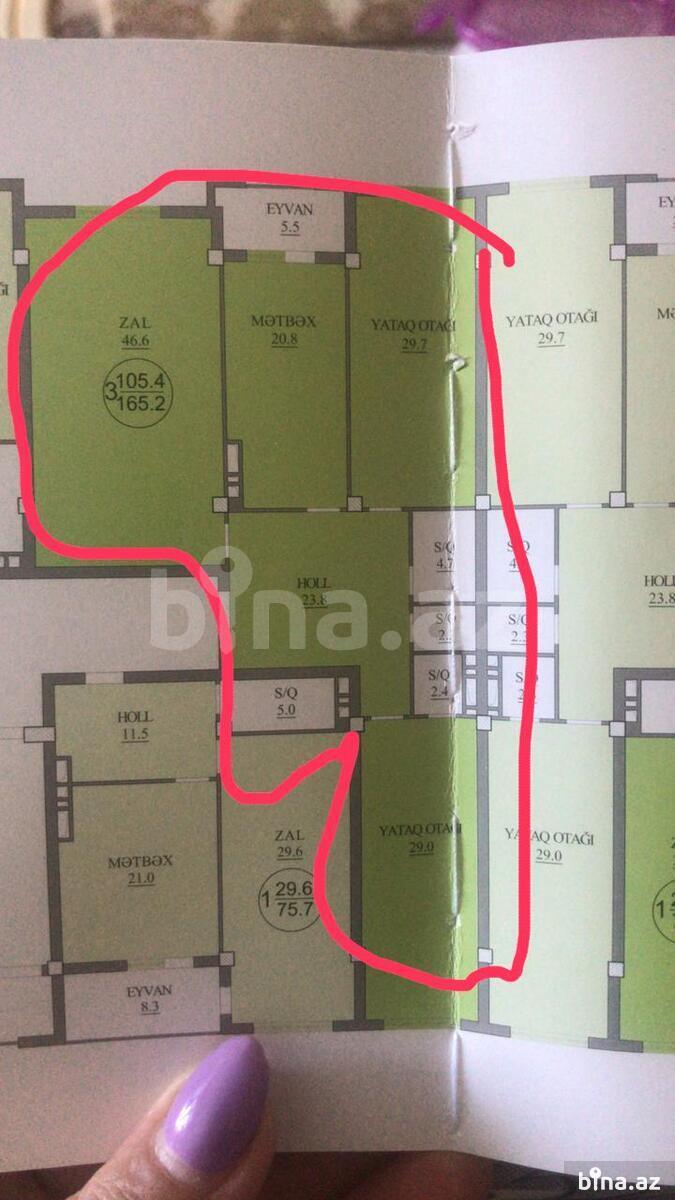 EYVAN
5.5
ZAL
46.6
3 105.4
165.2
MƏTBƏX
20.8
YATAQ OTAĞI
29.7
YATAQ OTAĞI
29.7
S/Q
4.7
HOLL
23.8
HOLL
23.8
S/Q
S/Q
S/Q
2.4
S/Q
5.0
HOLL
11.5
ZAL
29.6
1 29.6
75.7
MƏTBƏX
21.0
YATAQ OTAĞI
29.0
YATAQ OTAĞI
29.0
EYVAN
8.3
bina.az
bina.az